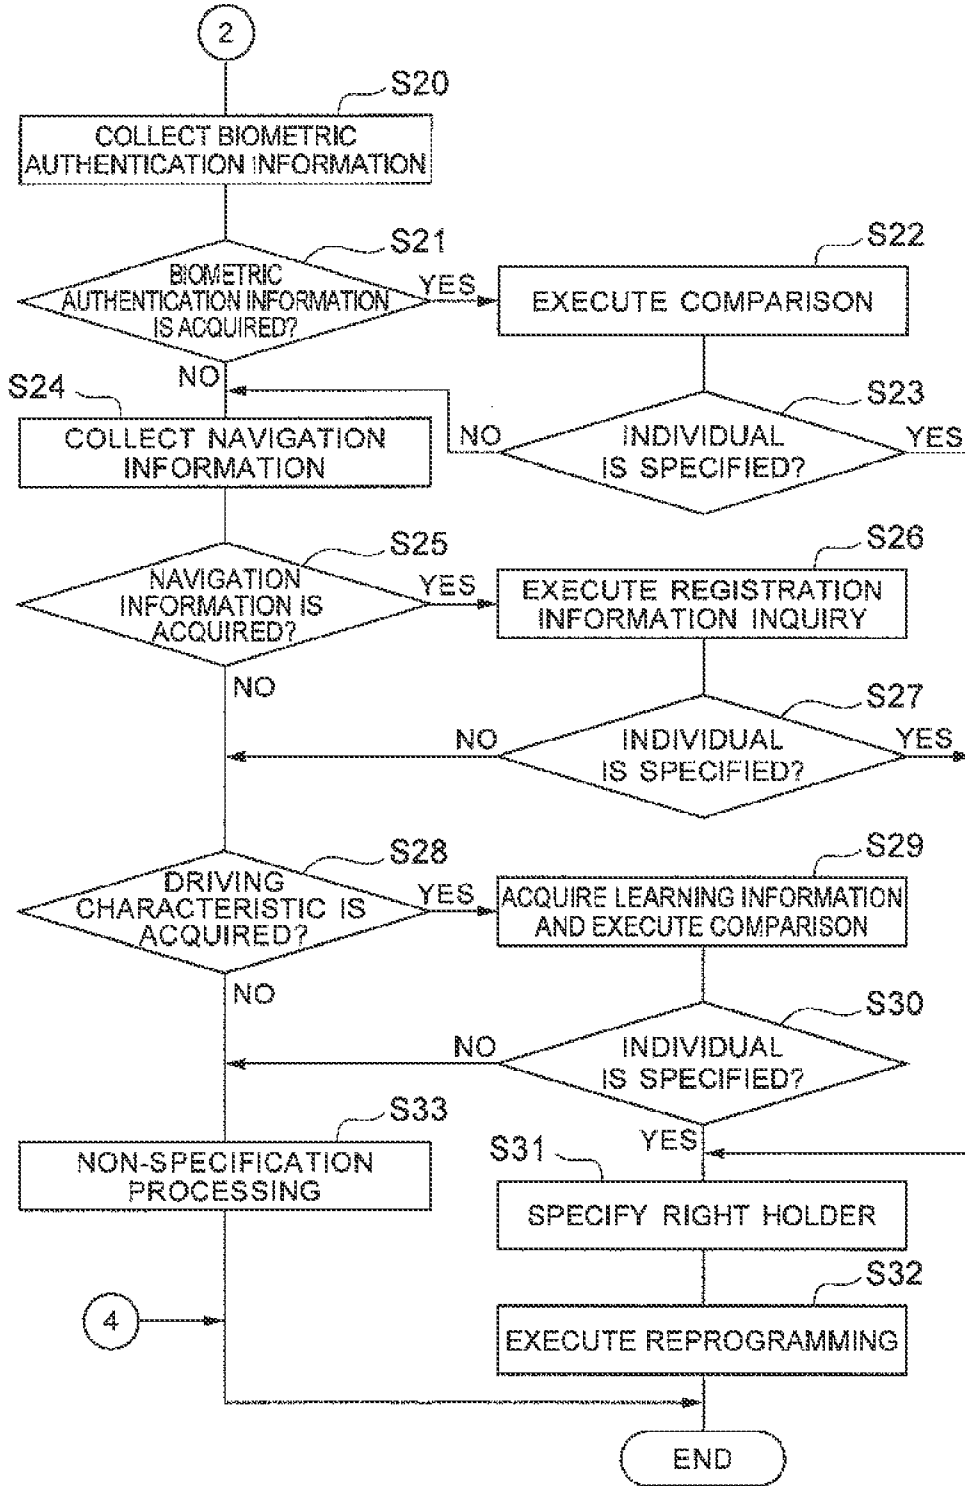 2
S20
COLLECT BIOMETRIC
AUTHENTICATION INFORMATION
S21
BIOMETRIC
AUTHENTICATION INFORMATION
IS ACQUIRED?
YES
S22
EXECUTE COMPARISON
NO
S23
INDIVIDUAL
IS SPECIFIED?
NO
YES
S24
COLLECT NAVIGATION
INFORMATION
S25
NAVIGATION
INFORMATION IS
ACQUIRED?
YES
S26
EXECUTE REGISTRATION
INFORMATION INQUIRY
NO
S27
INDIVIDUAL
IS SPECIFIED?
NO
YES
S28
DRIVING
CHARACTERISTIC IS
ACQUIRED?
YES
S29
ACQUIRE LEARNING INFORMATION
AND EXECUTE COMPARISON
NO
S30
INDIVIDUAL
IS SPECIFIED?
NO
YES
S33
NON-SPECIFICATION
PROCESSING
S31
SPECIFY RIGHT HOLDER
S32
EXECUTE REPROGRAMMING
4
END